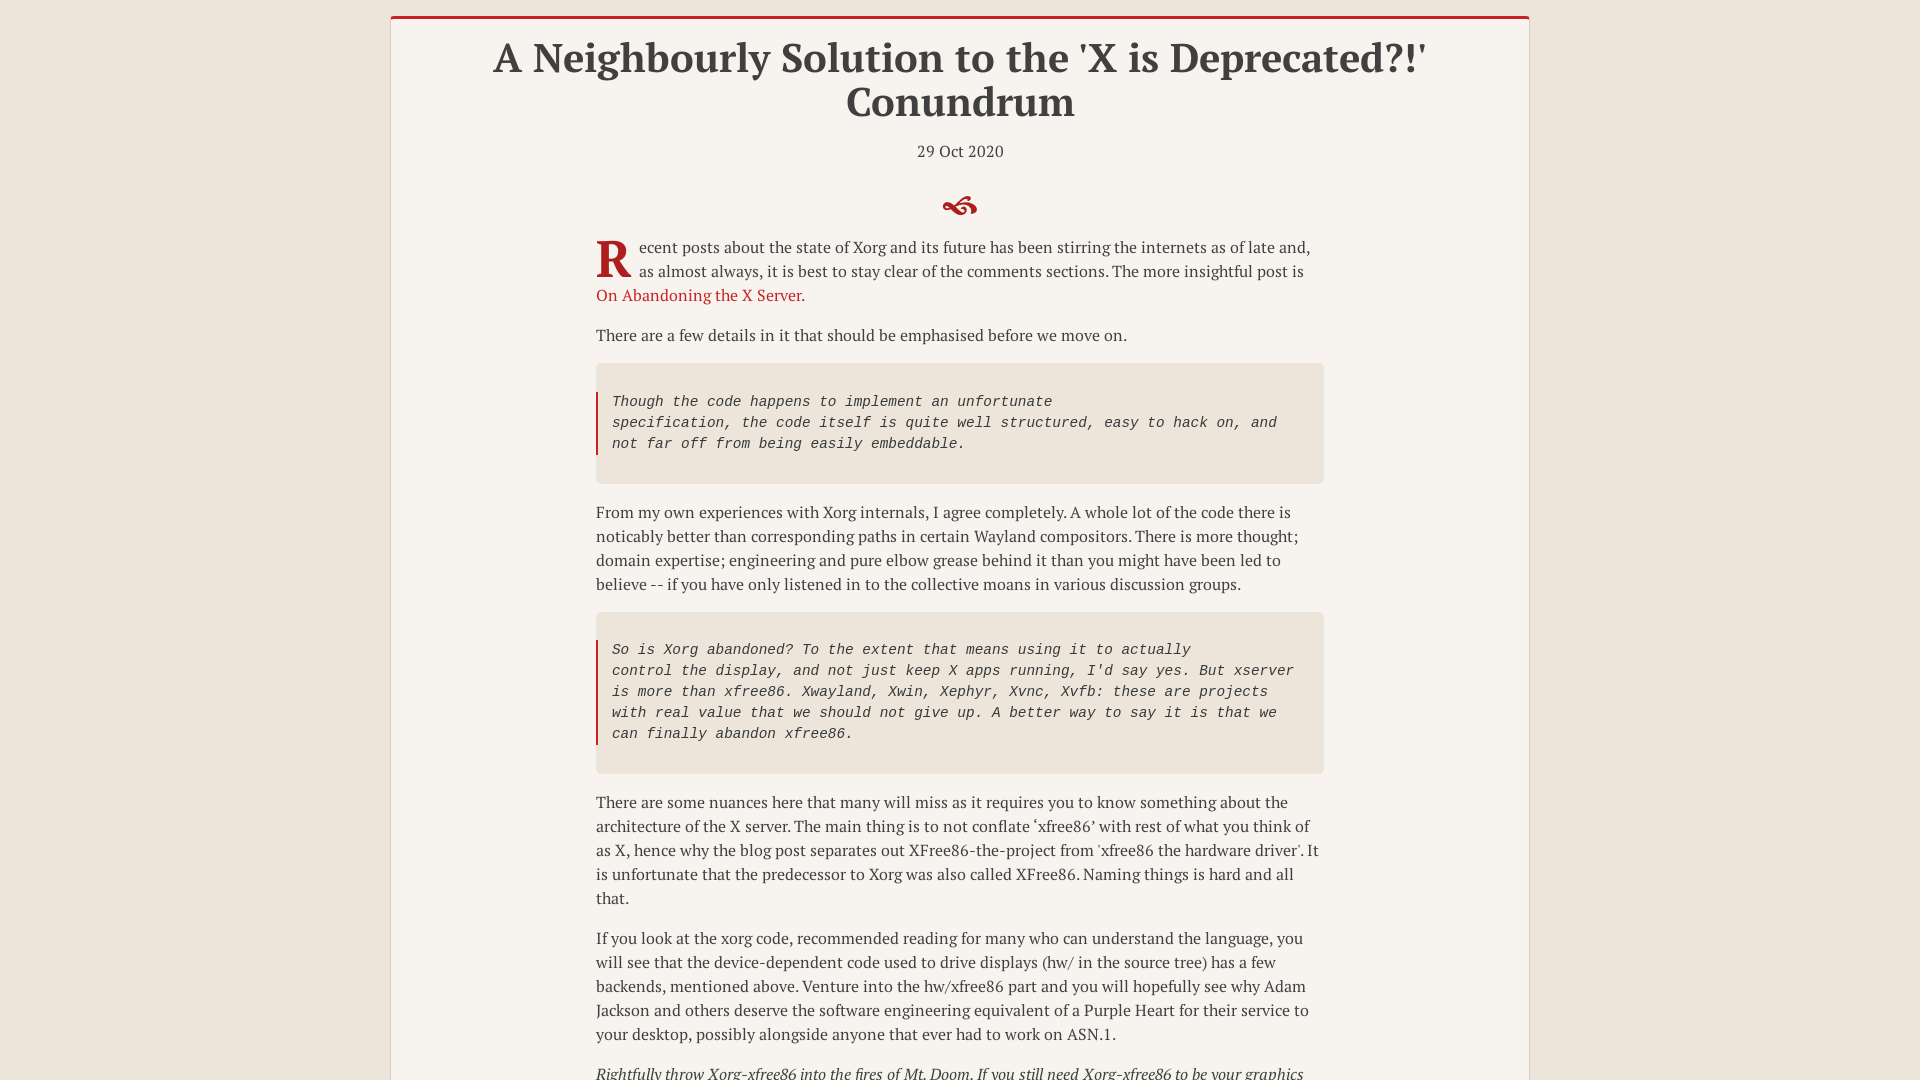 A Neighbourly Solution to the 'X is Deprecated?!'
Conundrum
29 Oct 2020
Recent posts about the state of Xorg and its future has been stirring the internets as of late and,
as almost always, it is best to stay clear of the comments sections. The more insightful post is
On Abandoning the X Server.
There are a few details in it that should be emphasised before we move on.
Though the code happens to implement an unfortunate
specification, the code itself is quite well structured, easy to hack on, and
not far off from being easily embeddable.
From my own experiences with Xorg internals, I agree completely. A whole lot of the code there is
noticably better than corresponding paths in certain Wayland compositors. There is more thought;
domain expertise; engineering and pure elbow grease behind it than you might have been led to
believe -- if you have only listened in to the collective moans in various discussion groups.
So is Xorg abandoned? To the extent that means using it to actually
control the display, and not just keep X apps running, I'd say yes. But xserver
is more than xfree86. Xwayland, Xwin, Xephyr, Xvnc, Xvfb: these are projects
with real value that we should not give up. A better way to say it is that we
can finally abandon xfree86.
There are some nuances here that many will miss as it requires you to know something about the
architecture of the X server. The main thing is to not conflate ‘xfree86’ with rest of what you think of
as X, hence why the blog post separates out XFree86-the-project from 'xfree86 the hardware driver'. It
is unfortunate that the predecessor to Xorg was also called XFree86. Naming things is hard and all
that.
If you look at the xorg code, recommended reading for many who can understand the language, you
will see that the device-dependent code used to drive displays (hw/ in the source tree) has a few
backends, mentioned above. Venture into the hw/xfree86 part and you will hopefully see why Adam
Jackson and others deserve the software engineering equivalent of a Purple Heart for their service to
your desktop, possibly alongside anyone that ever had to work on ASN.1.
Rightfully throw Xorg-xfree86 into the fires of Mt. Doom. If you still need Xorg-xfree86 to be your graphics